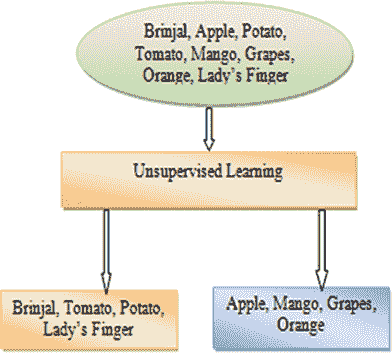 Brinjal, Apple, Potato,
Tomato, Mango, Grapes,
Orange, Lady's Finger
Unsupervised Learning
Brinjal, Tomato, Potato,
Lady's Finger
Apple, Mango, Grapes,
Orange